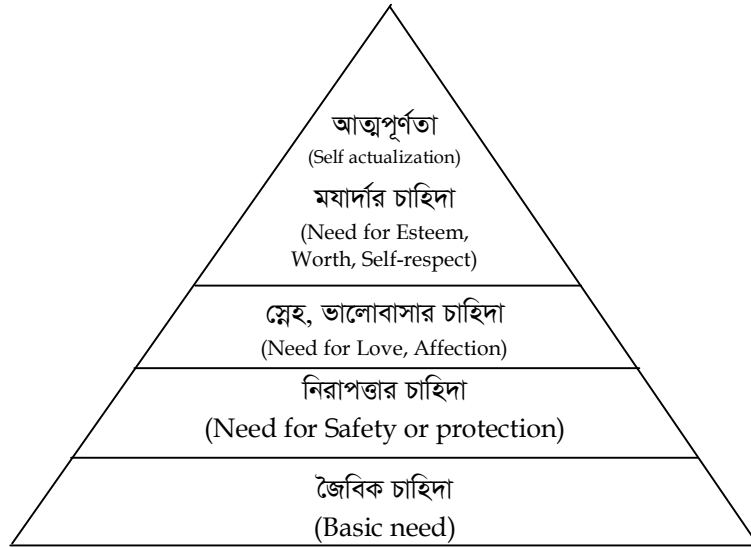 আত্মপূর্ণতা
(Self actualization)
মযার্দার চাহিদা
(Need for Esteem,
Worth, Self-respect)
স্নেহ, ভালোবাসার চাহিদা
(Need for Love, Affection)
নিরাপত্তার চাহিদা
(Need for Safety or protection)
জৈবিক চাহিদা
(Basic need)